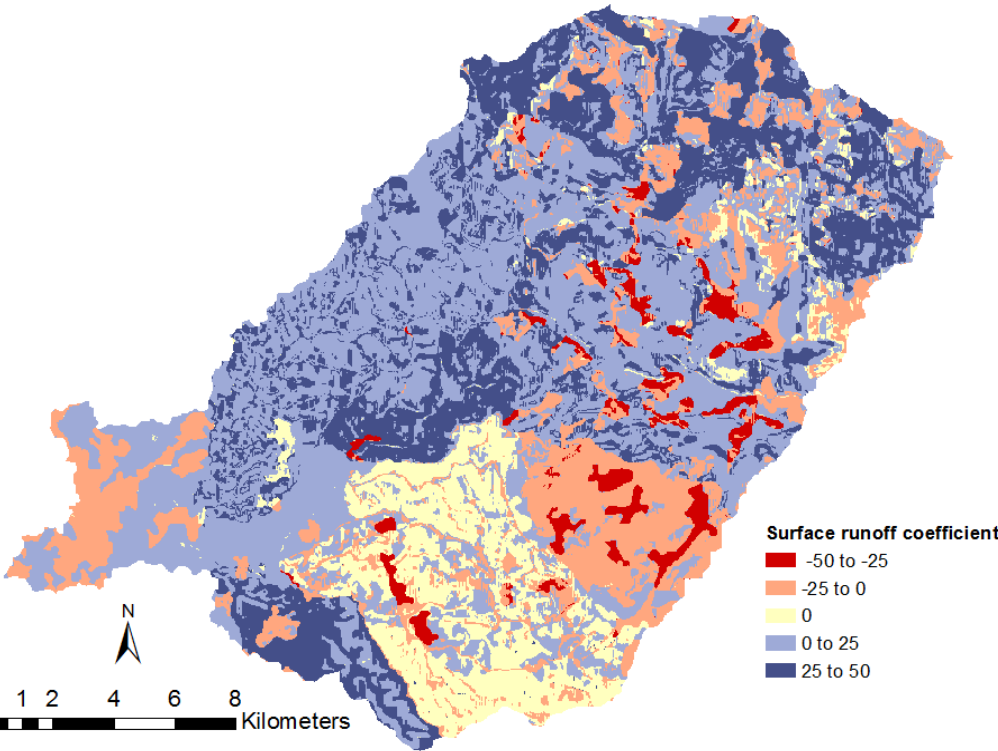 Surface runoff coefficient
-50 to -25
-25 to 0
0
0 to 25
25 to 50
N
1 2 4 6 8
Kilometers